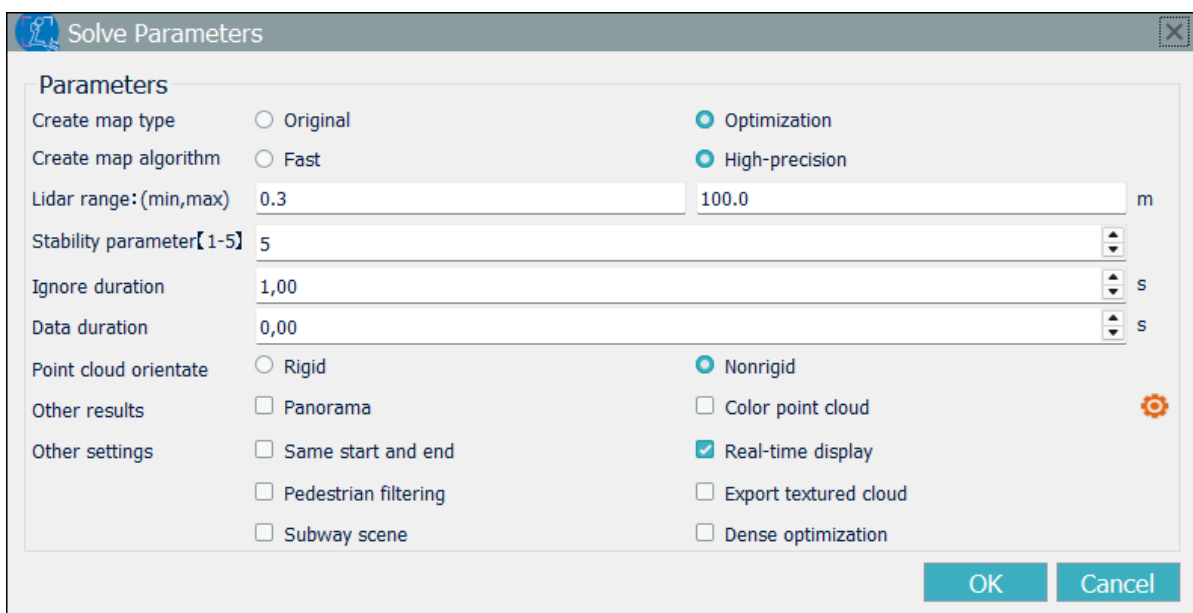 Solve Parameters
Parameters
Create map type Original Optimization
Create map algorithm Fast High-precision
Lidar range:(min,max) 0.3 100.0 m
Stability parameter【1-5】 5
Ignore duration 1,00 s
Data duration 0,00 s
Point cloud orientate Rigid Nonrigid
Other results Panorama Color point cloud
Other settings Same start and end Real-time display
Pedestrian filtering Export textured cloud
Subway scene Dense optimization
OK Cancel